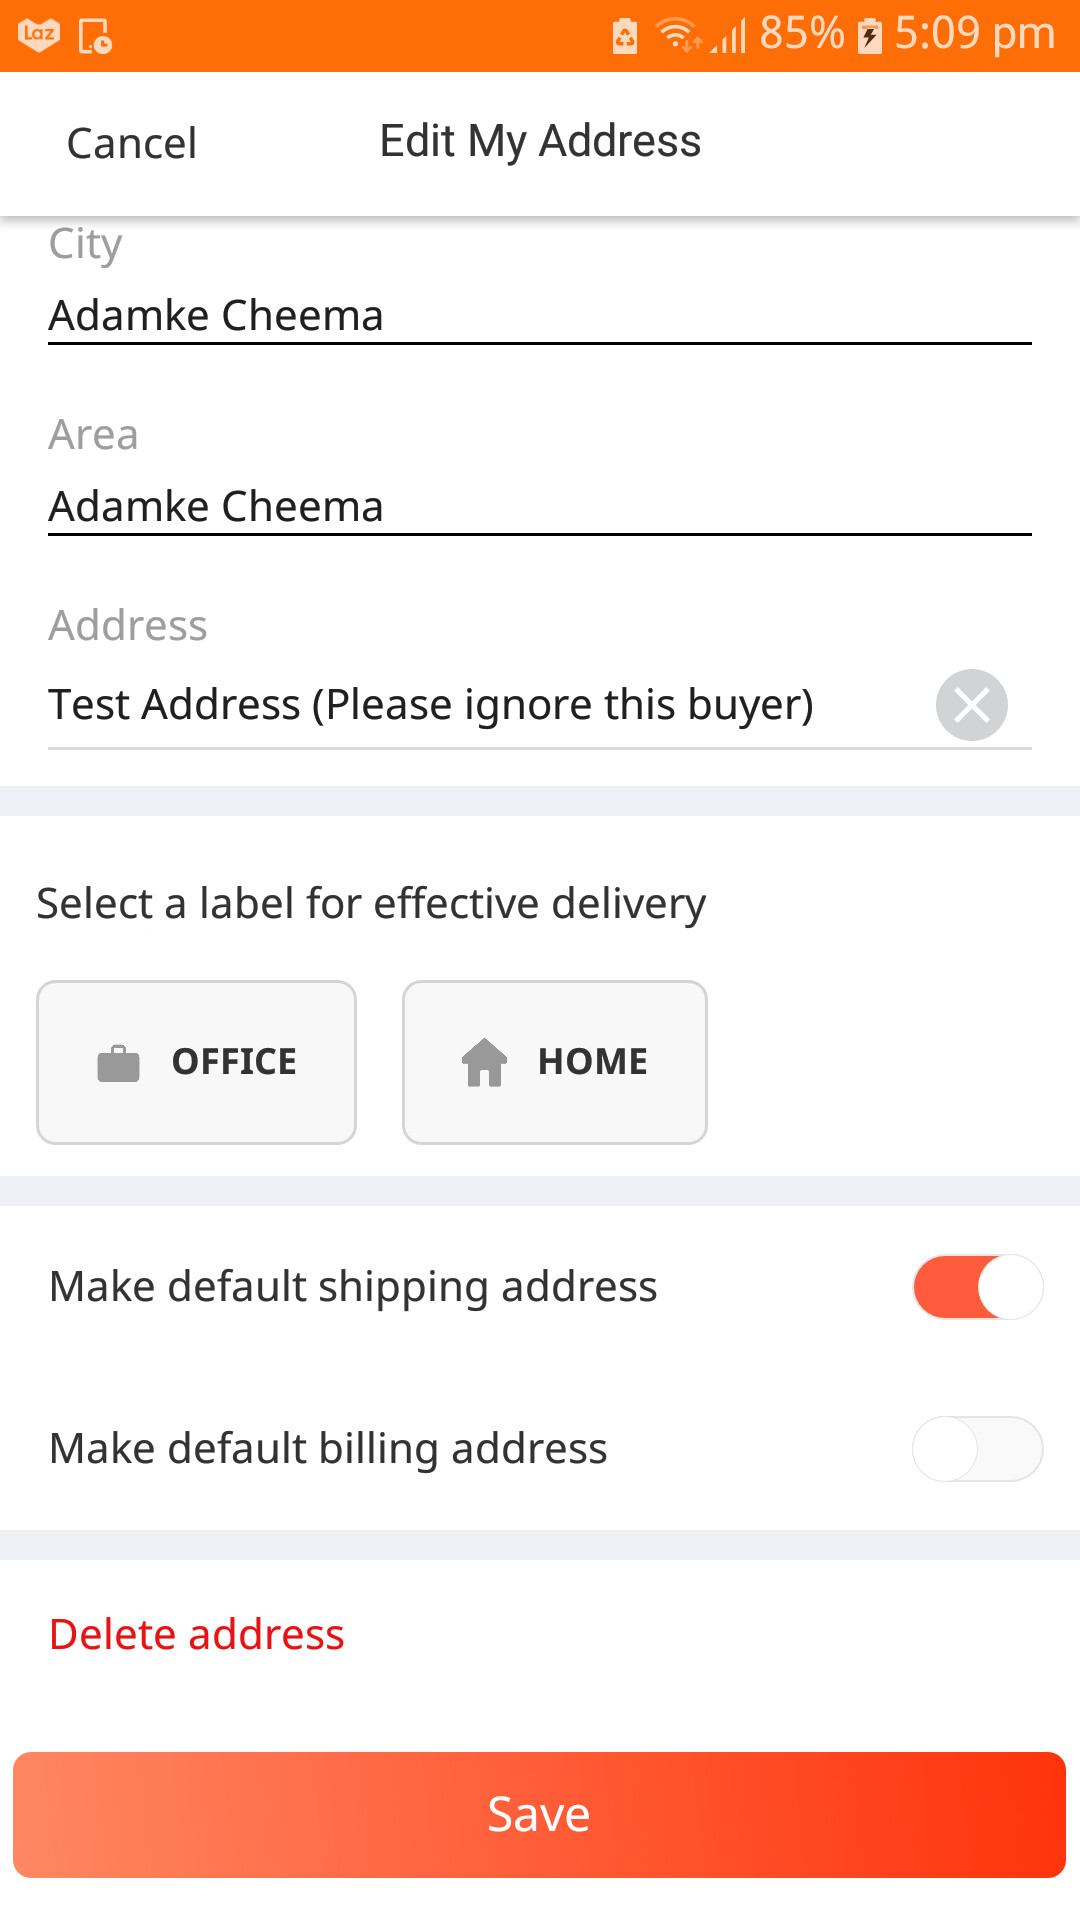 Laz 85% 5:09 pm
Cancel Edit My Address
City
Adamke Cheema
Area
Adamke Cheema
Address
Test Address (Please ignore this buyer)
Select a label for effective delivery
OFFICE HOME
Make default shipping address
Make default billing address
Delete address
Save